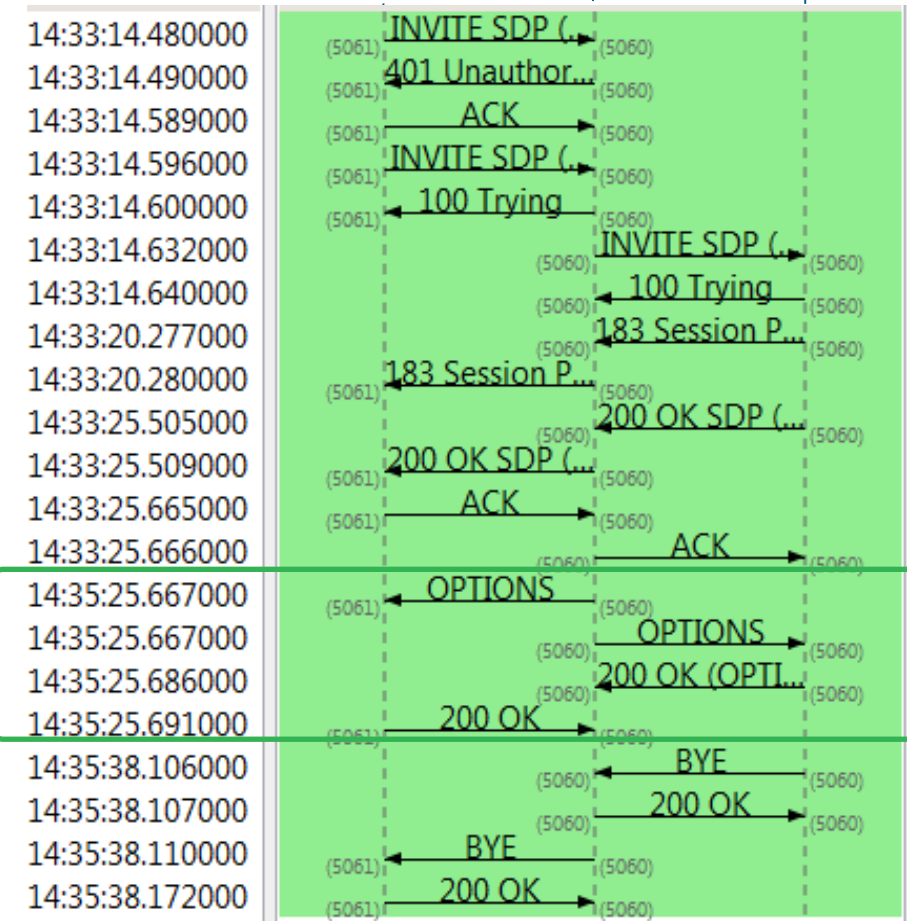 14:33:14.480000 (5061) INVITE SDP (... (5060)
14:33:14.490000 (5061) 401 Unauthor... (5060)
14:33:14.589000 (5061) ACK (5060)
14:33:14.596000 (5061) INVITE SDP (... (5060)
14:33:14.600000 (5061) 100 Trying (5060)
14:33:14.632000 (5060) INVITE SDP (... (5060)
14:33:14.640000 (5060) 100 Trying (5060)
14:33:20.277000 (5060) 183 Session P... (5060)
14:33:20.280000 (5061) 183 Session P... (5060)
14:33:25.505000 (5060) 200 OK SDP (... (5060)
14:33:25.509000 (5061) 200 OK SDP (... (5060)
14:33:25.665000 (5061) ACK (5060)
14:33:25.666000 (5060) ACK (5060)
14:35:25.667000 (5061) OPTIONS (5060)
14:35:25.667000 (5060) OPTIONS (5060)
14:35:25.686000 (5060) 200 OK (OPTI... (5060)
14:35:25.691000 (5061) 200 OK (5060)
14:35:38.106000 (5060) BYE (5060)
14:35:38.107000 (5060) 200 OK (5060)
14:35:38.110000 (5061) BYE (5060)
14:35:38.172000 (5061) 200 OK (5060)